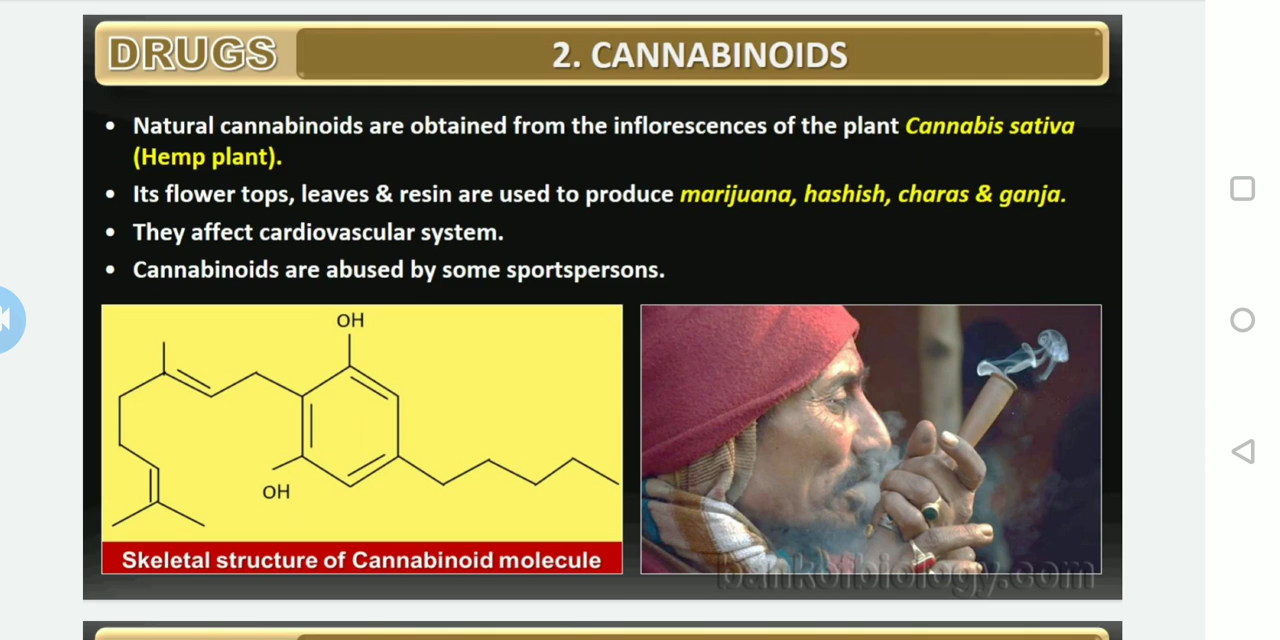 DRUGS
2. CANNABINOIDS
• Natural cannabinoids are obtained from the inflorescences of the plant Cannabis sativa
(Hemp plant).
• Its flower tops, leaves & resin are used to produce marijuana, hashish, charas & ganja.
• They affect cardiovascular system.
• Cannabinoids are abused by some sportspersons.
OH
OH
Skeletal structure of Cannabinoid molecule
bankofbiology.com